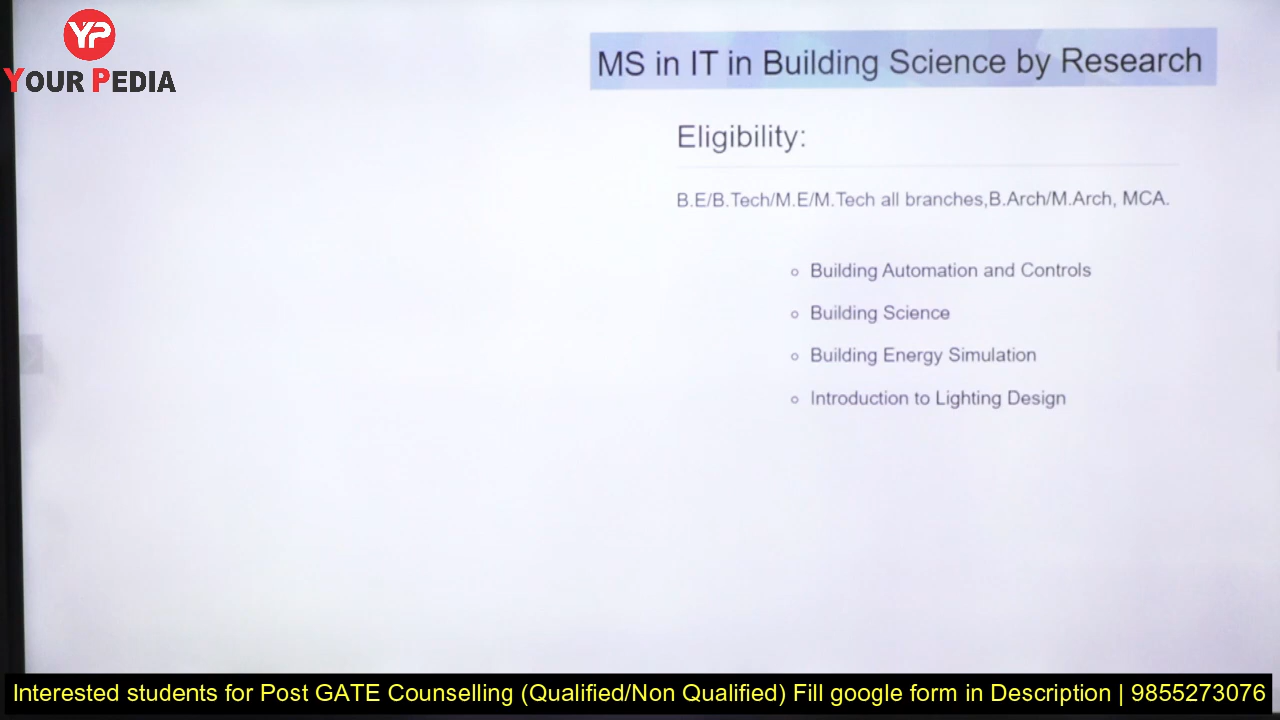 YP
YOUR PEDIA
MS in IT in Building Science by Research
Eligibility:
B.E/B.Tech/M.E/M.Tech all branches,B.Arch/M.Arch, MCA.
Building Automation and Controls
Building Science
Building Energy Simulation
Introduction to Lighting Design
Interested students for Post GATE Counselling (Qualified/Non Qualified) Fill google form in Description | 9855273076